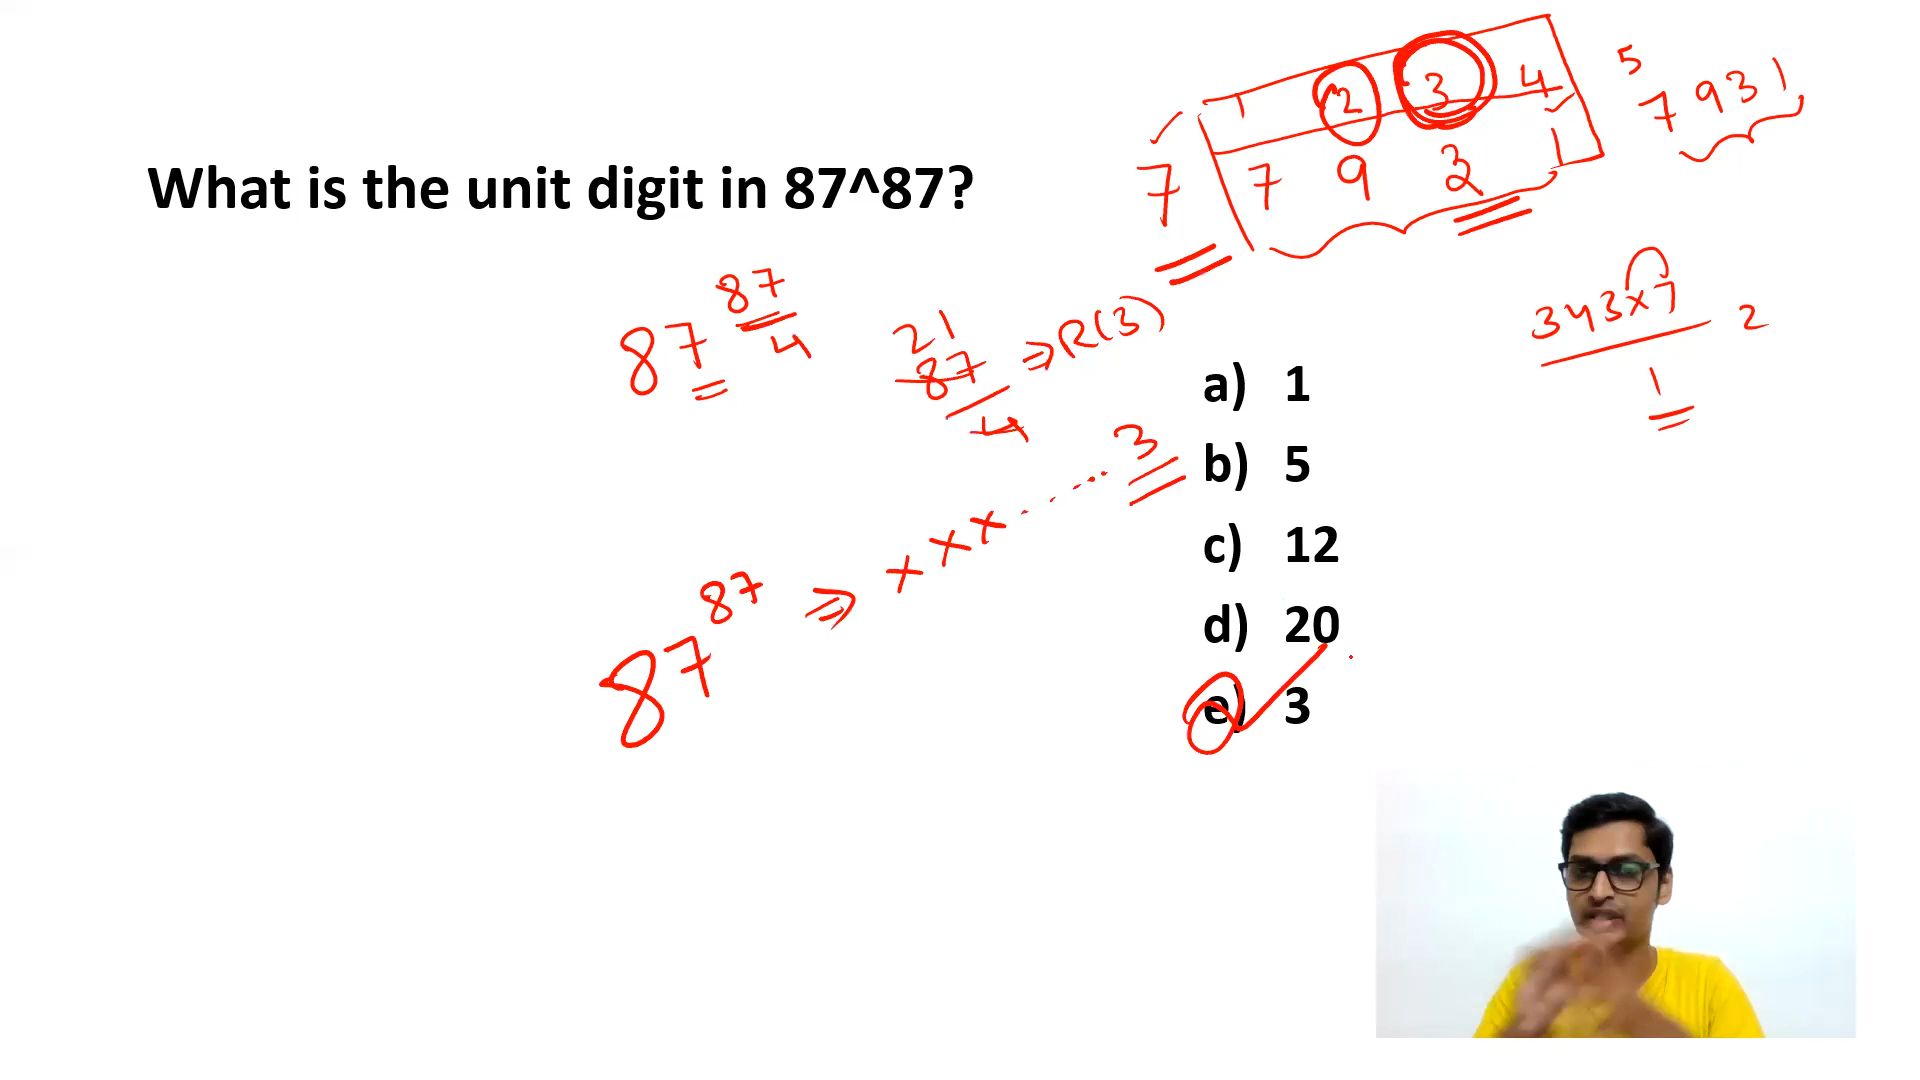 What is the unit digit in 87^87?
1 2 3 4
7 7 9 3 1
5
7 9 3 1
87 87/4
21
87/4 ⇒ R(3)
343×7 2
1
87^87 ⇒ x x x ..... 3
a) 1
b) 5
c) 12
d) 20
e) 3